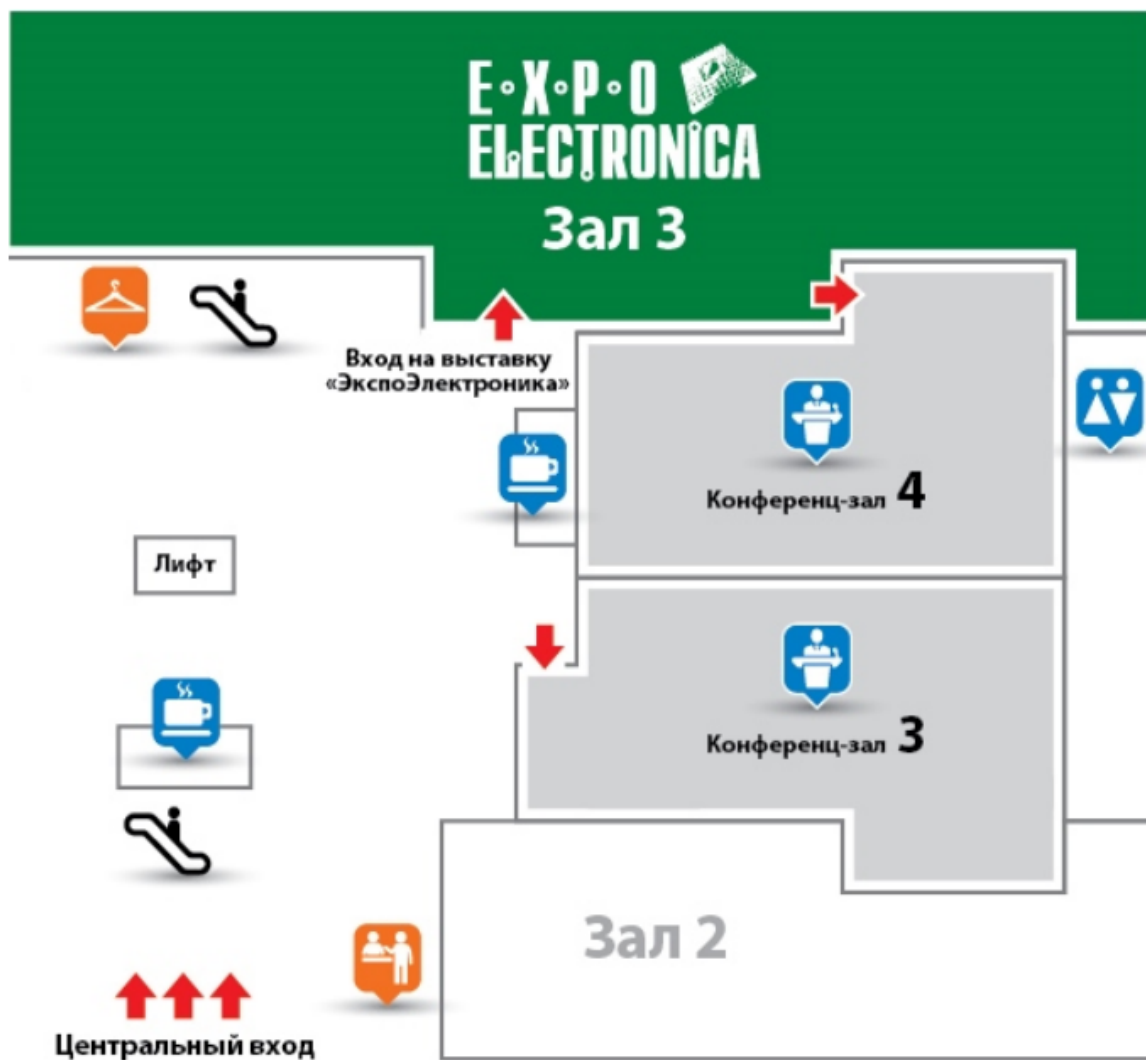 E·X·P·O
ELECTRONICA
Зал 3
Вход на выставку
«ЭкспоЭлектроника»
Конференц-зал 4
Лифт
Конференц-зал 3
Зал 2
Центральный вход